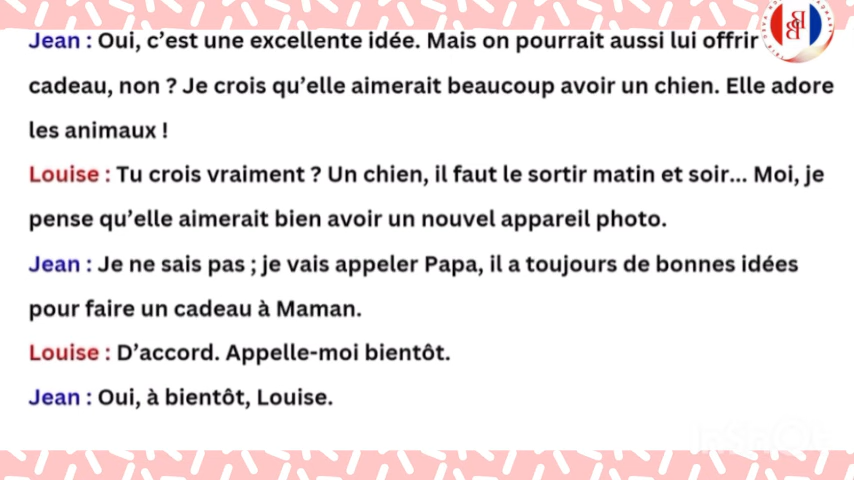 Jean : Oui, c'est une excellente idée. Mais on pourrait aussi lui offrir
cadeau, non ? Je crois qu'elle aimerait beaucoup avoir un chien. Elle adore
les animaux !
Louise : Tu crois vraiment ? Un chien, il faut le sortir matin et soir... Moi, je
pense qu'elle aimerait bien avoir un nouvel appareil photo.
Jean : Je ne sais pas ; je vais appeler Papa, il a toujours de bonnes idées
pour faire un cadeau à Maman.
Louise : D'accord. Appelle-moi bientôt.
Jean : Oui, à bientôt, Louise.